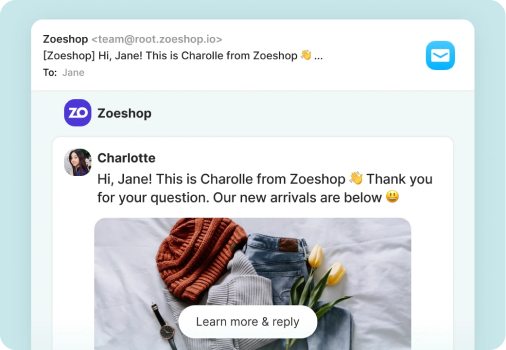 Zoeshop <team@root.zoeshop.io>
[Zoeshop] Hi, Jane! This is Charolle from Zoeshop 👋 ...
To: Jane
ZO Zoeshop
Charlotte
Hi, Jane! This is Charolle from Zoeshop 👋 Thank you
for your question. Our new arrivals are below 😃
Learn more & reply